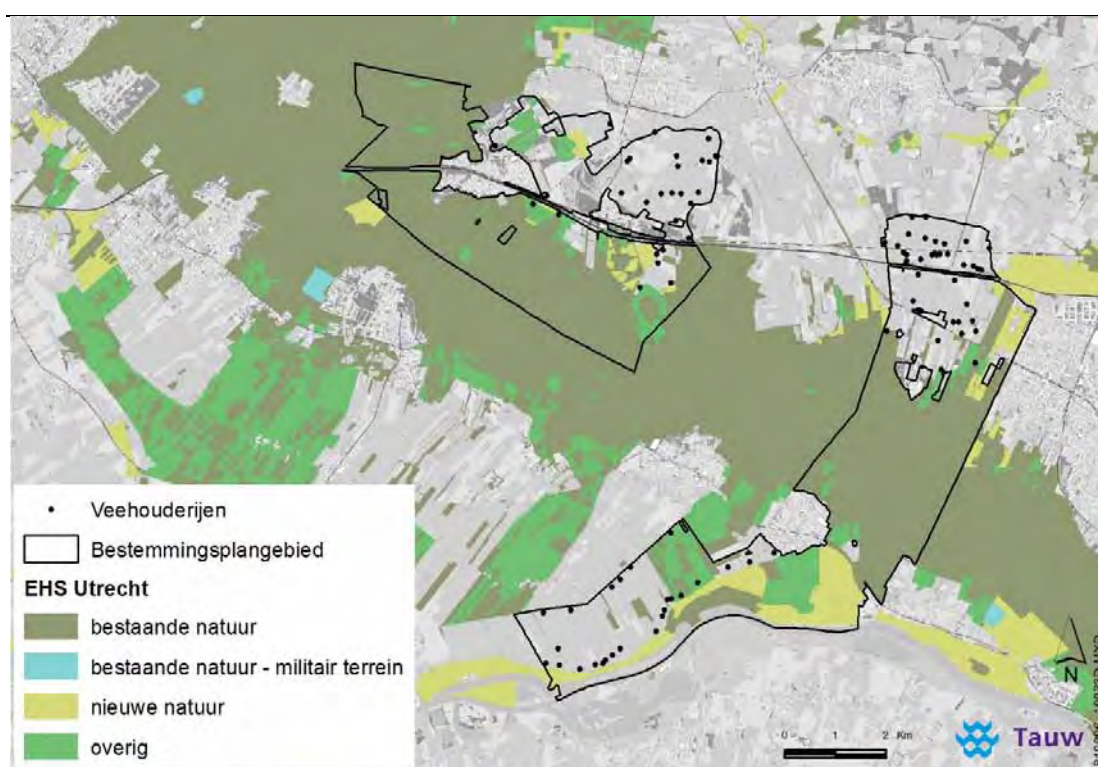 Veehouderijen
Bestemmingsplangebied
EHS Utrecht
bestaande natuur
bestaande natuur - militair terrein
nieuwe natuur
overig
N
0 1 2 Km
Tauw